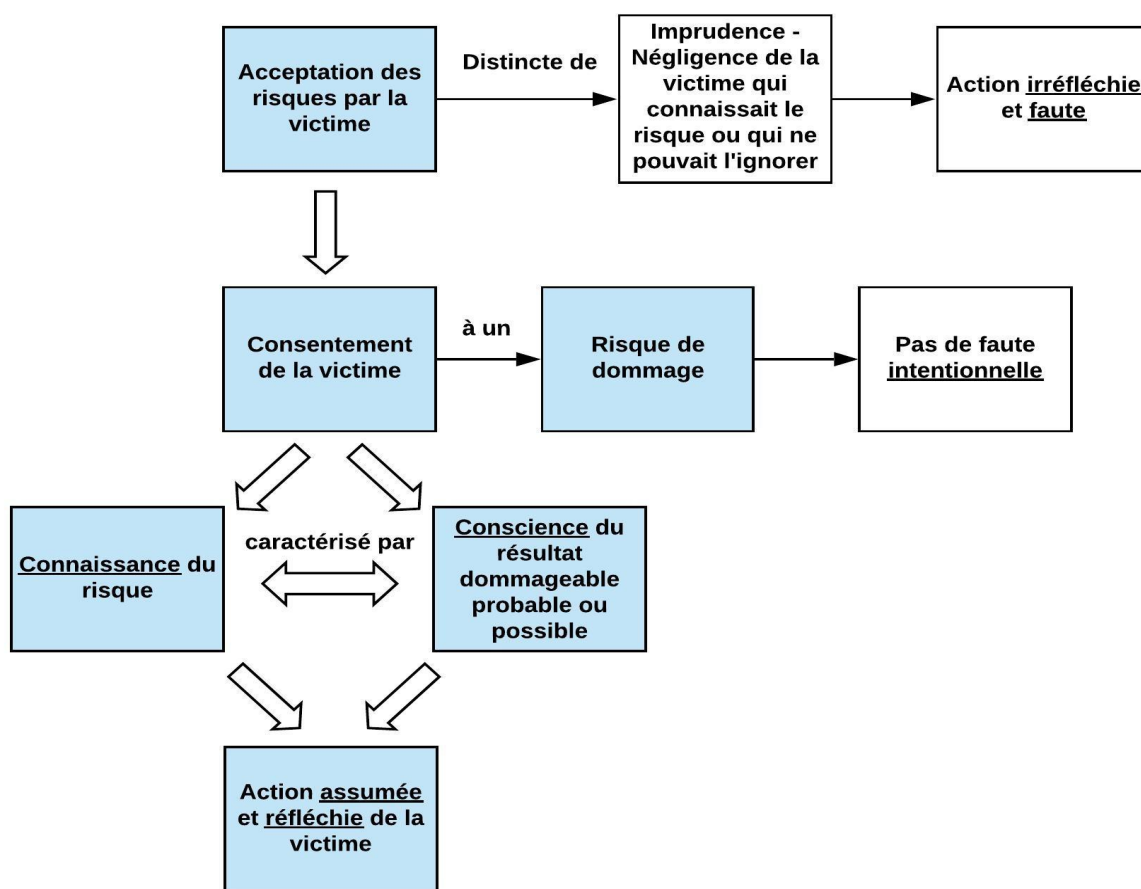 Acceptation des
risques par la
victime
Distincte de
Imprudence -
Négligence de la
victime qui
connaissait le
risque ou qui ne
pouvait l'ignorer
Action irréfléchie
et faute
Consentement
de la victime
à un
Risque de
dommage
Pas de faute
intentionnelle
Connaissance du
risque
caractérisé par
Conscience du
résultat
dommageable
probable ou
possible
Action assumée
et réfléchie de la
victime